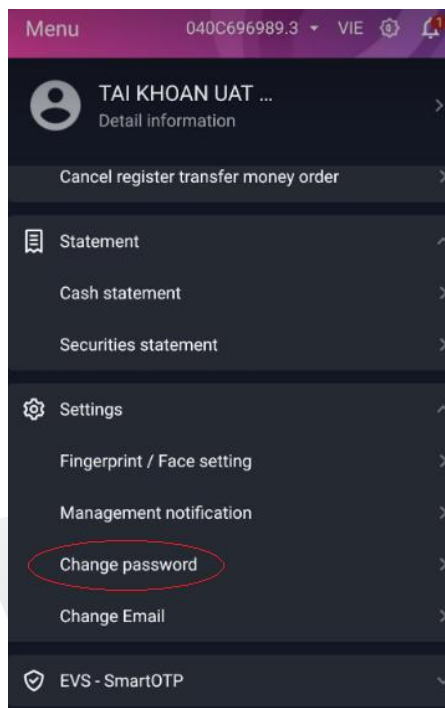 Menu 040C696989.3 VIE
1
TAI KHOAN UAT ...
Detail information
Cancel register transfer money order
Statement
Cash statement
Securities statement
Settings
Fingerprint / Face setting
Management notification
Change password
Change Email
EVS - SmartOTP